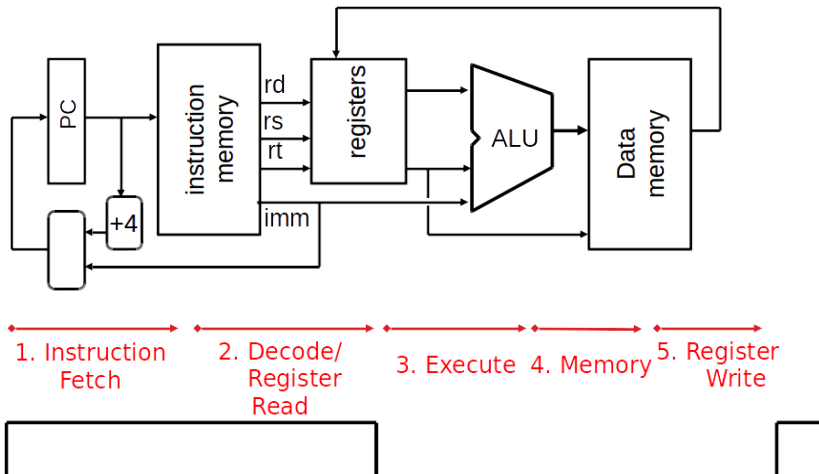 PC
+4
instruction
memory
rd
rs
rt
imm
registers
ALU
Data
memory
1. Instruction
Fetch
2. Decode/
Register
Read
3. Execute
4. Memory
5. Register
Write